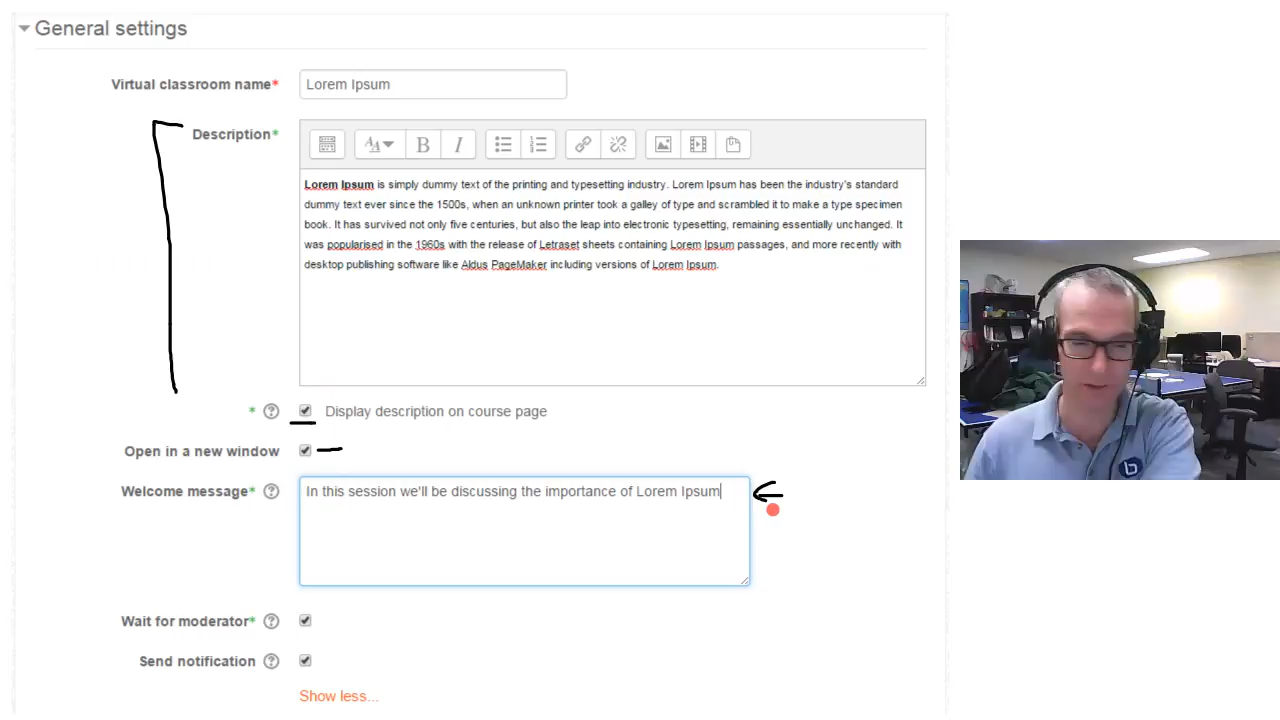 General settings
Virtual classroom name* Lorem Ipsum
Description*
Lorem Ipsum is simply dummy text of the printing and typesetting industry. Lorem Ipsum has been the industry's standard
dummy text ever since the 1500s, when an unknown printer took a galley of type and scrambled it to make a type specimen
book. It has survived not only five centuries, but also the leap into electronic typesetting, remaining essentially unchanged. It
was popularised in the 1960s with the release of Letraset sheets containing Lorem Ipsum passages, and more recently with
desktop publishing software like Aldus PageMaker including versions of Lorem Ipsum.
* Display description on course page
Open in a new window
Welcome message* In this session we'll be discussing the importance of Lorem Ipsum
Wait for moderator*
Send notification
Show less...